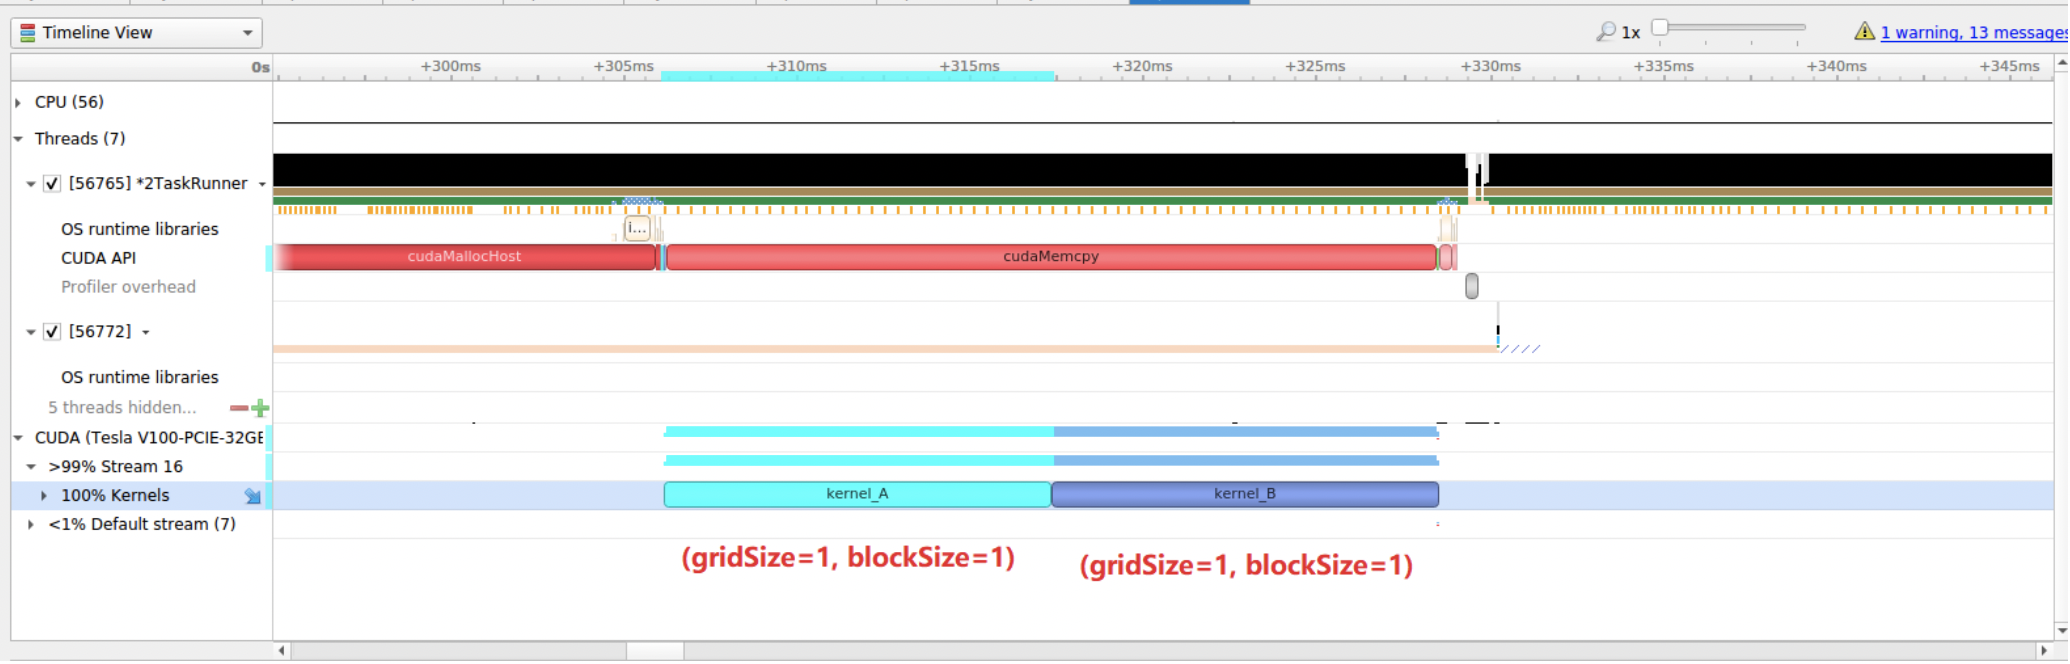 Timeline View
1x
1 warning, 13 messages
0s
+300ms
+305ms
+310ms
+315ms
+320ms
+325ms
+330ms
+335ms
+340ms
+345ms
CPU (56)
Threads (7)
[56765] *2TaskRunner
OS runtime libraries
i...
CUDA API
cudaMallocHost
cudaMemcpy
Profiler overhead
[56772]
OS runtime libraries
5 threads hidden...
CUDA (Tesla V100-PCIE-32GB
>99% Stream 16
100% Kernels
kernel_A
kernel_B
<1% Default stream (7)
(gridSize=1, blockSize=1)
(gridSize=1, blockSize=1)